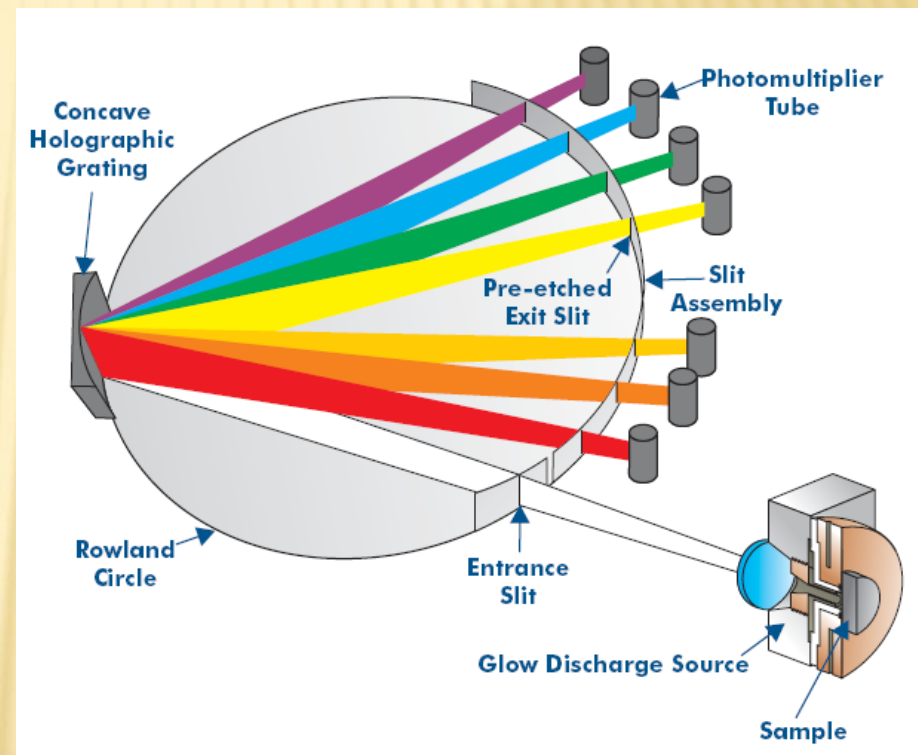 Concave
Holographic
Grating
Photomultiplier
Tube
Pre-etched
Exit Slit
Slit
Assembly
Rowland
Circle
Entrance
Slit
Glow Discharge Source
Sample